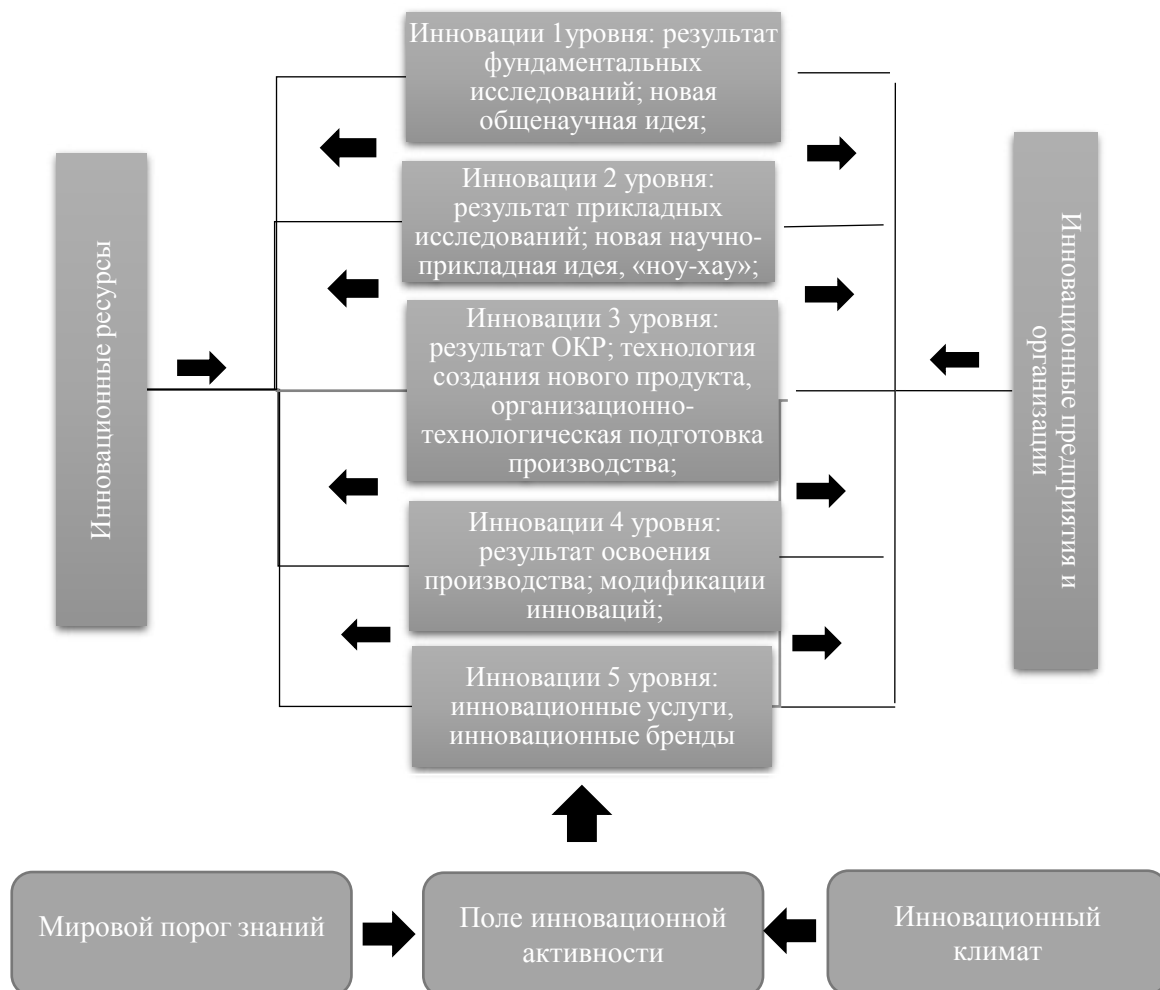 Инновации 1уровня: результат
фундаментальных
исследований; новая
общенаучная идея;
Инновации 2 уровня:
результат прикладных
исследований; новая научно-
прикладная идея, «ноу-хау»;
Инновации 3 уровня:
результат ОКР; технология
создания нового продукта,
организационно-
технологическая подготовка
производства;
Инновации 4 уровня:
результат освоения
производства; модификации
инноваций;
Инновации 5 уровня:
инновационные услуги,
инновационные бренды
Инновационные ресурсы
Инновационные предприятия и
организации
Мировой порог знаний
Поле инновационной
активности
Инновационный
климат